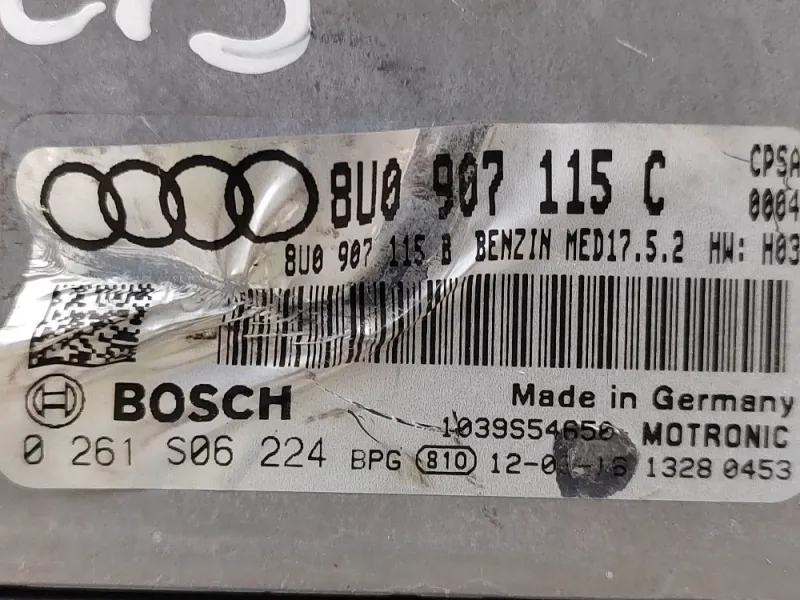 8U0 907 115 C
CPSA
0004
8U0 907 115 B BENZIN MED17.5.2 HW: H03
BOSCH
Made in Germany
1039S54656 MOTRONIC
0 261 S06 224 BPG 810 1328 0453